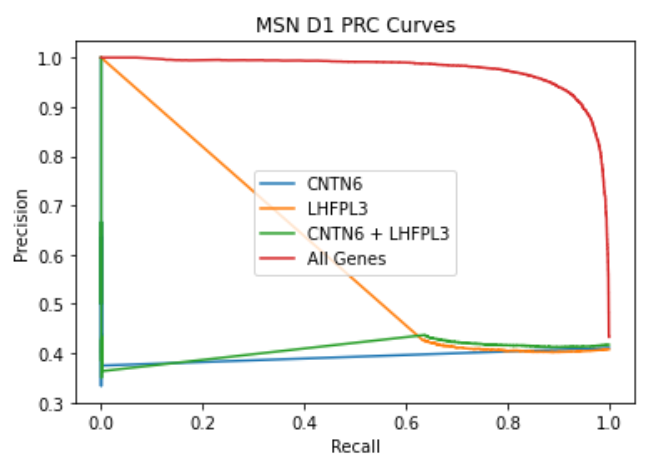 MSN D1 PRC Curves
1.0
0.9
0.8
0.7
0.6
0.5
0.4
0.3
Precision
CNTN6
LHFPL3
CNTN6 + LHFPL3
All Genes
0.0 0.2 0.4 0.6 0.8 1.0
Recall